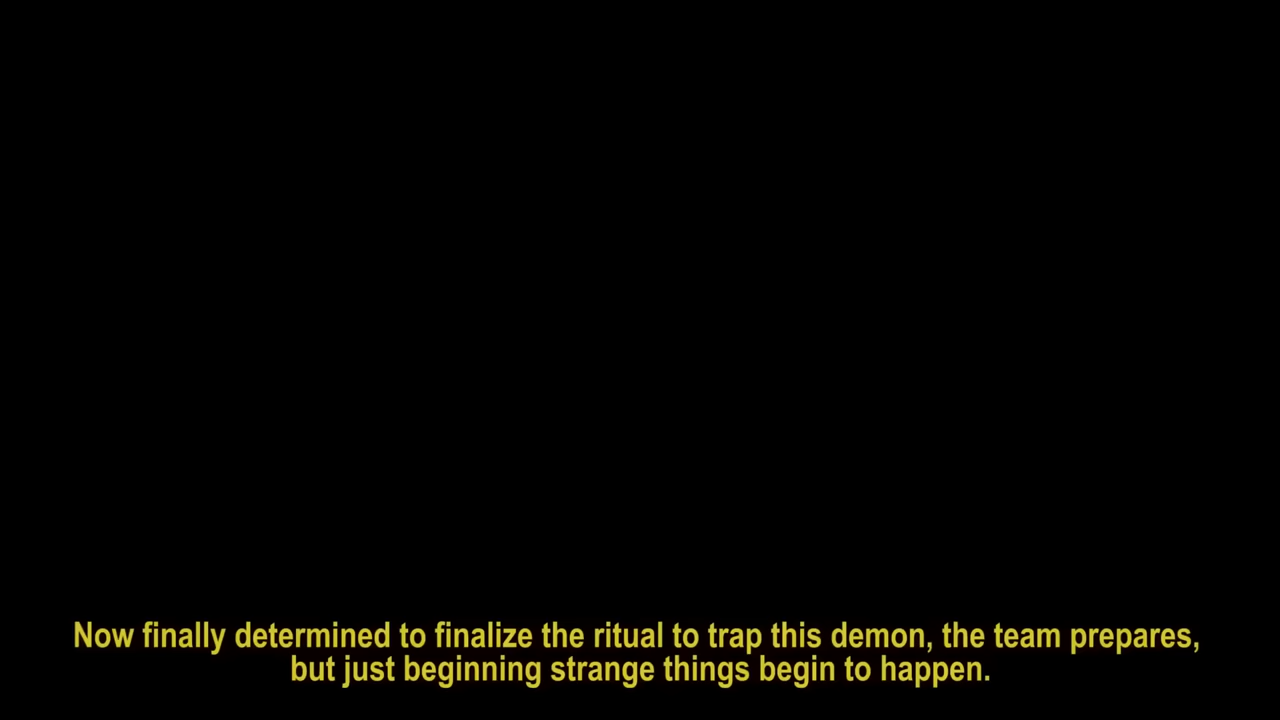 Now finally determined to finalize the ritual to trap this demon, the team prepares,
but just beginning strange things begin to happen.